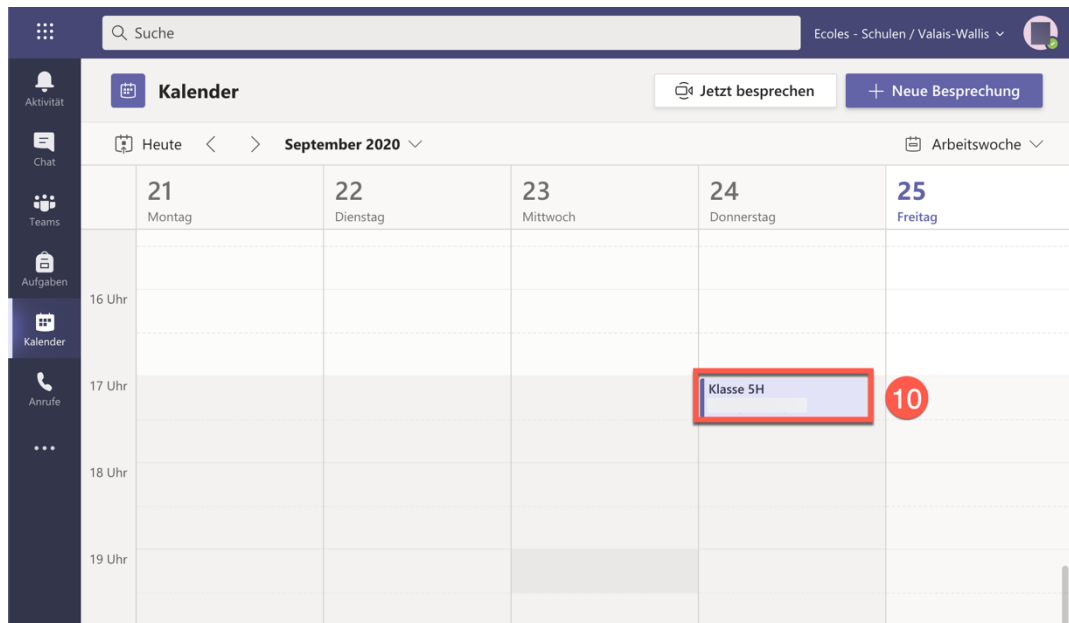 Suche
Ecoles - Schulen / Valais-Wallis
Aktivität
Chat
Teams
Aufgaben
Kalender
Anrufe
Kalender
Jetzt besprechen
+ Neue Besprechung
Heute
September 2020
Arbeitswoche
21
Montag
22
Dienstag
23
Mittwoch
24
Donnerstag
25
Freitag
16 Uhr
17 Uhr
Klasse 5H
10
18 Uhr
19 Uhr